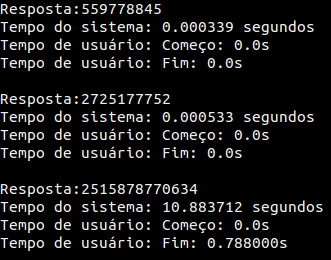 Resposta:559778845
Tempo do sistema: 0.000339 segundos
Tempo de usuário: Começo: 0.0s
Tempo de usuário: Fim: 0.0s
Resposta:2725177752
Tempo do sistema: 0.000533 segundos
Tempo de usuário: Começo: 0.0s
Tempo de usuário: Fim: 0.0s
Resposta:2515878770634
Tempo do sistema: 10.883712 segundos
Tempo de usuário: Começo: 0.0s
Tempo de usuário: Fim: 0.788000s